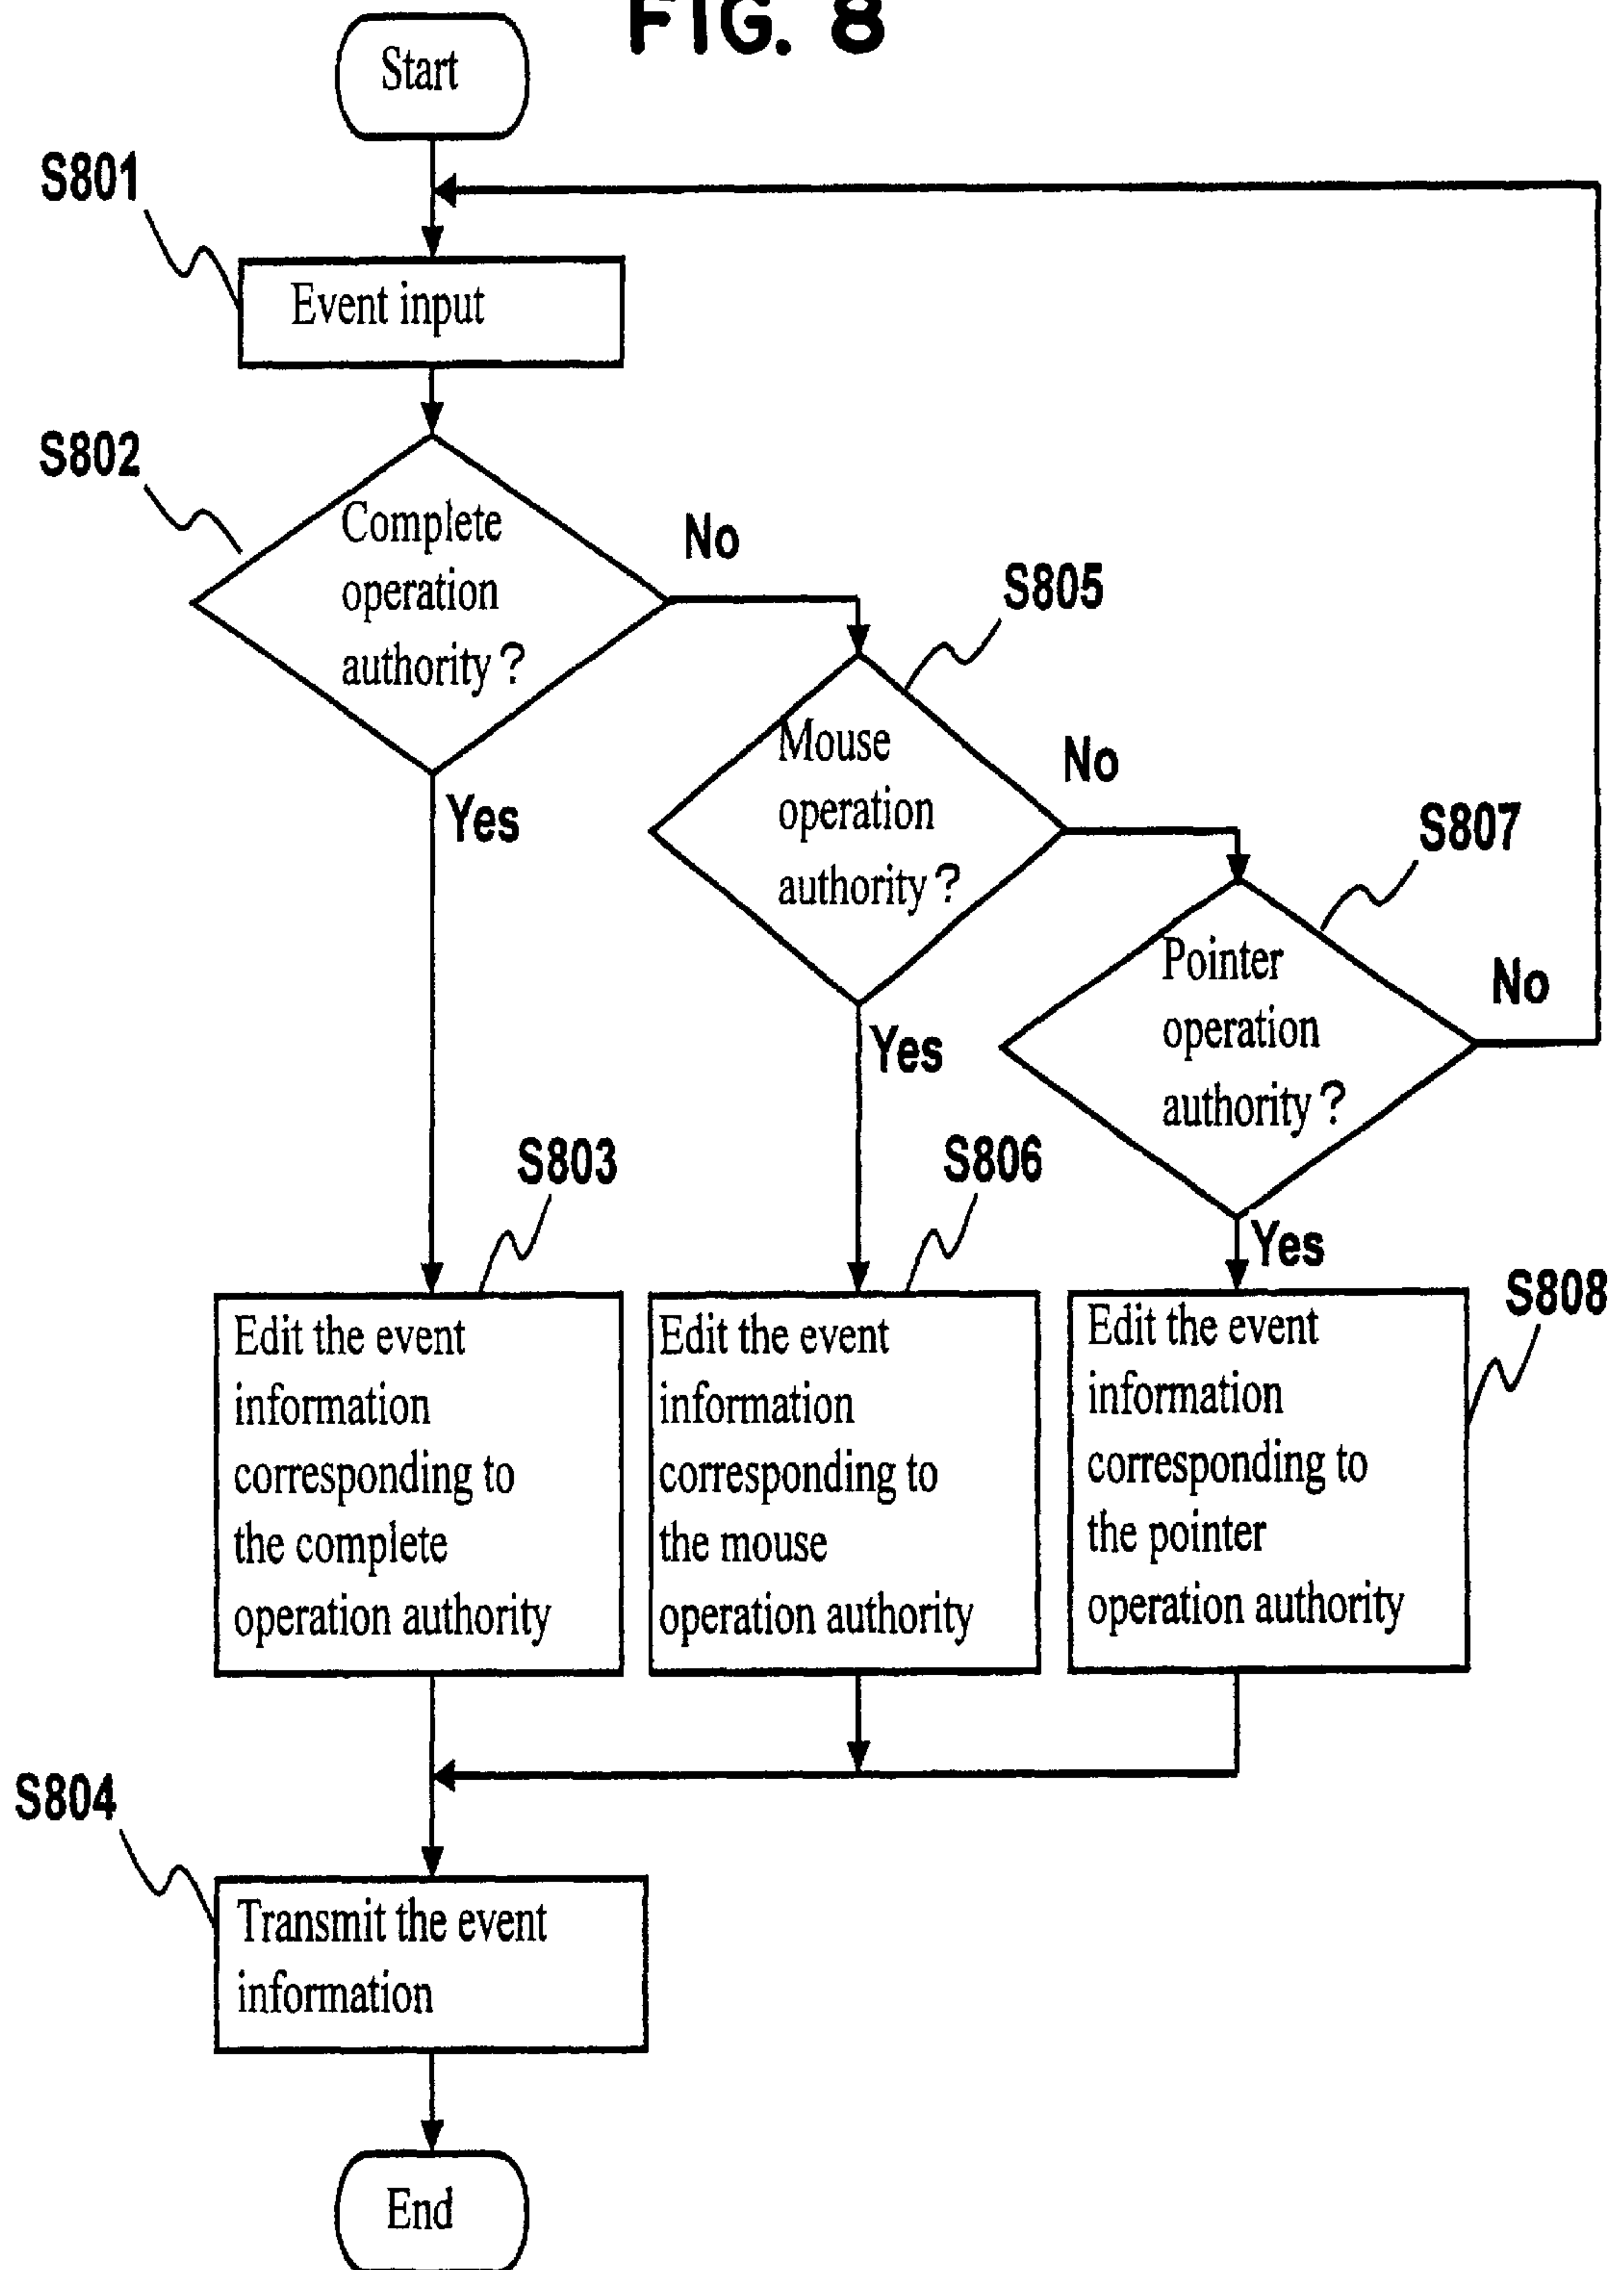 FIG. 8
Start
S801
Event input
S802
Complete
operation
authority?
No
Yes
S805
Mouse
operation
authority?
No
Yes
S807
Pointer
operation
authority?
No
Yes
S803
Edit the event
information
corresponding to
the complete
operation authority
S806
Edit the event
information
corresponding to
the mouse
operation authority
S808
Edit the event
information
corresponding to
the pointer
operation authority
S804
Transmit the event
information
End